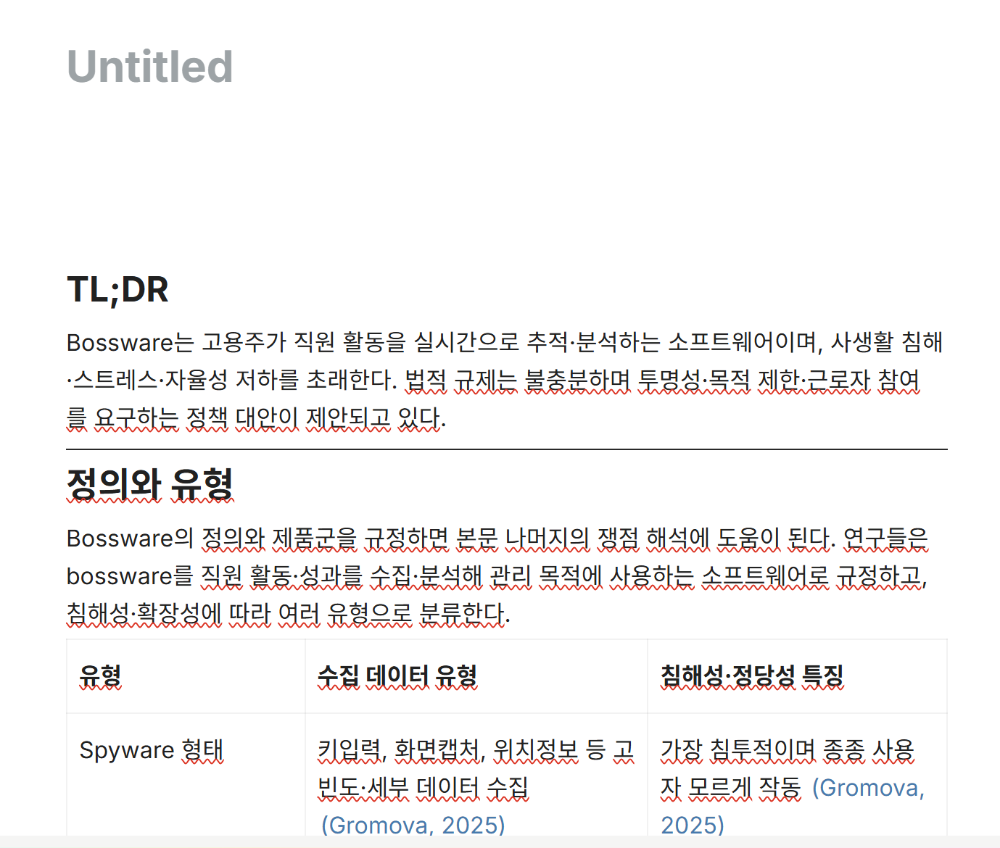 Untitled
TL;DR
Bossware는 고용주가 직원 활동을 실시간으로 추적·분석하는 소프트웨어이며, 사생활 침해
·스트레스·자율성 저하를 초래한다. 법적 규제는 불충분하며 투명성·목적 제한·근로자 참여
를 요구하는 정책 대안이 제안되고 있다.
정의와 유형
Bossware의 정의와 제품군을 규정하면 본문 나머지의 쟁점 해석에 도움이 된다. 연구들은
bossware를 직원 활동·성과를 수집·분석해 관리 목적에 사용하는 소프트웨어로 규정하고,
침해성·확장성에 따라 여러 유형으로 분류한다.
유형
수집 데이터 유형
침해성·정당성 특징
Spyware 형태
키입력, 화면캡처, 위치정보 등 고
빈도·세부 데이터 수집
(Gromova, 2025)
가장 침투적이며 종종 사용
자 모르게 작동 (Gromova,
2025)